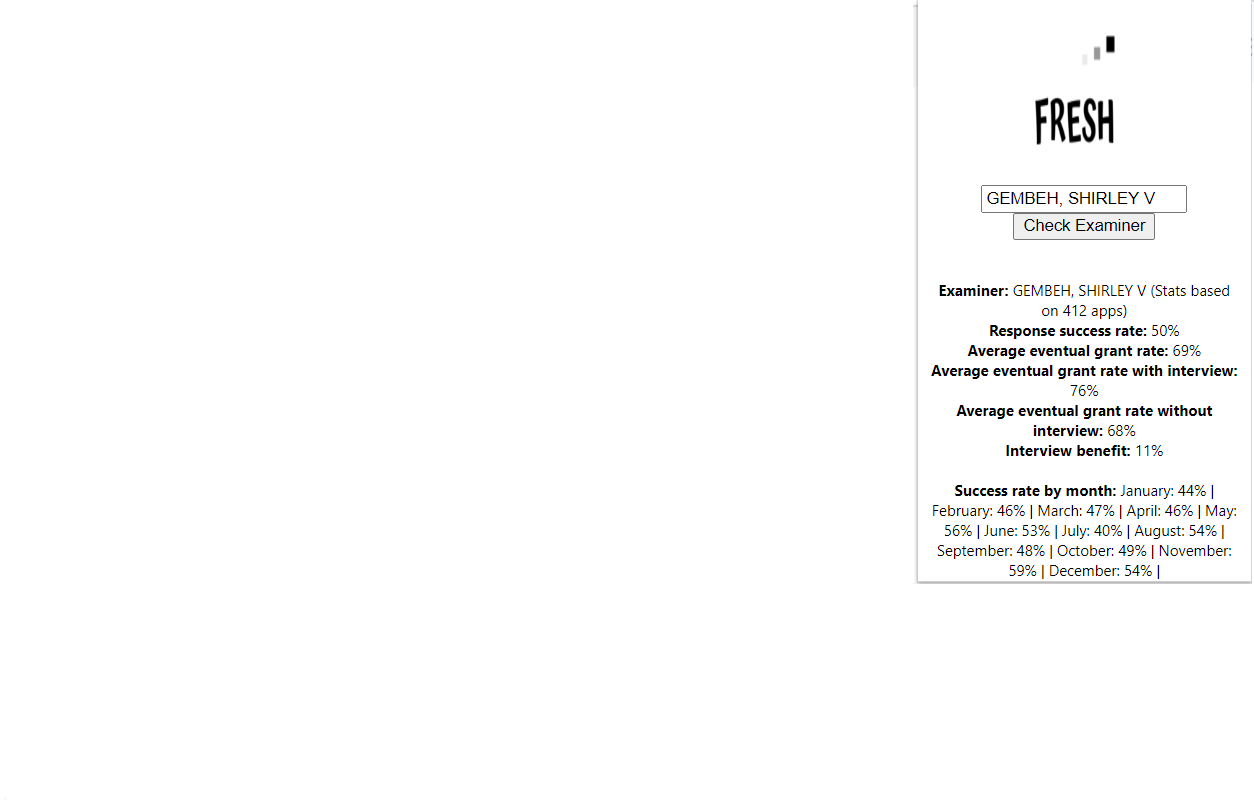 FRESH
GEMBEH, SHIRLEY V
Check Examiner
Examiner: GEMBEH, SHIRLEY V (Stats based
on 412 apps)
Response success rate: 50%
Average eventual grant rate: 69%
Average eventual grant rate with interview:
76%
Average eventual grant rate without
interview: 68%
Interview benefit: 11%
Success rate by month: January: 44% |
February: 46% | March: 47% | April: 46% | May:
56% | June: 53% | July: 40% | August: 54% |
September: 48% | October: 49% | November:
59% | December: 54% |